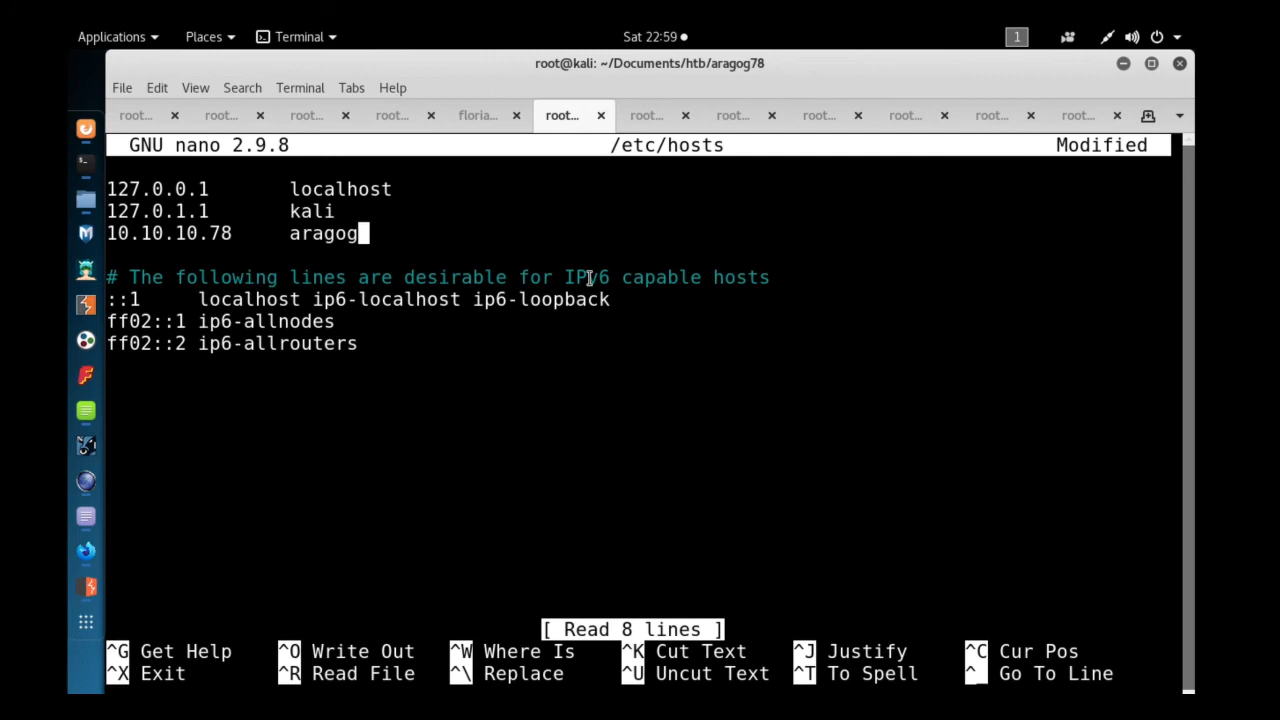 Applications Places Terminal Sat 22:59 1
root@kali: ~/Documents/htb/aragog78
File Edit View Search Terminal Tabs Help
root... root... root... root... floria... root... root... root... root... root... root... root...
GNU nano 2.9.8 /etc/hosts Modified
127.0.0.1 localhost
127.0.1.1 kali
10.10.10.78 aragog
# The following lines are desirable for IPv6 capable hosts
::1 localhost ip6-localhost ip6-loopback
ff02::1 ip6-allnodes
ff02::2 ip6-allrouters
[ Read 8 lines ]
^G Get Help ^O Write Out ^W Where Is ^K Cut Text ^J Justify ^C Cur Pos
^X Exit ^R Read File ^\ Replace ^U Uncut Text ^T To Spell ^_ Go To Line